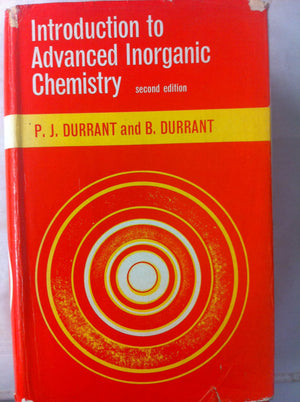 Introduction to
Advanced Inorganic
Chemistry second edition
P. J. DURRANT and B. DURRANT